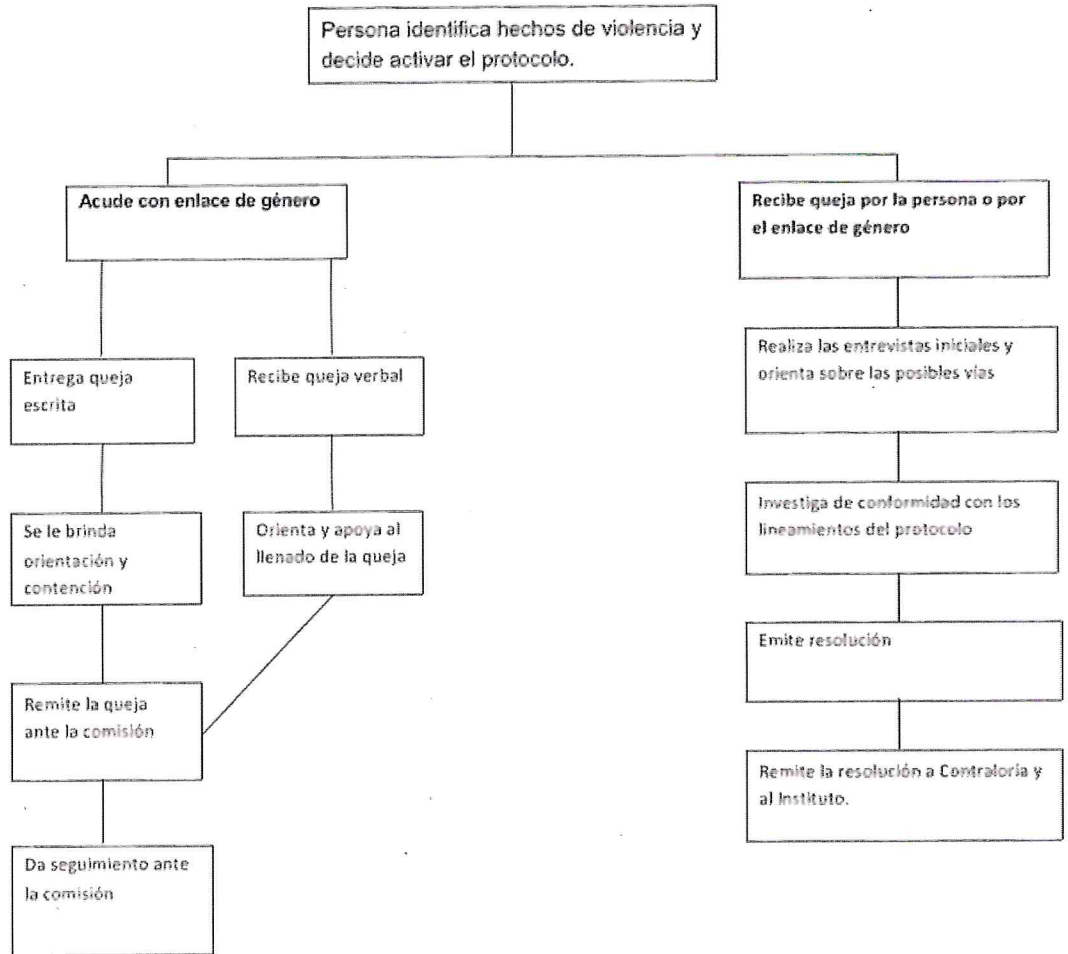 Persona identifica hechos de violencia y
decide activar el protocolo.
Acude con enlace de género
Entrega queja
escrita
Recibe queja verbal
Se le brinda
orientación y
contención
Orienta y apoya al
llenado de la queja
Remite la queja
ante la comisión
Da seguimiento ante
la comisión
Recibe queja por la persona o por
el enlace de género
Realiza las entrevistas iniciales y
orienta sobre las posibles vías
Investiga de conformidad con los
lineamientos del protocolo
Emite resolución
Remite la resolución a Contraloría y
al Instituto.